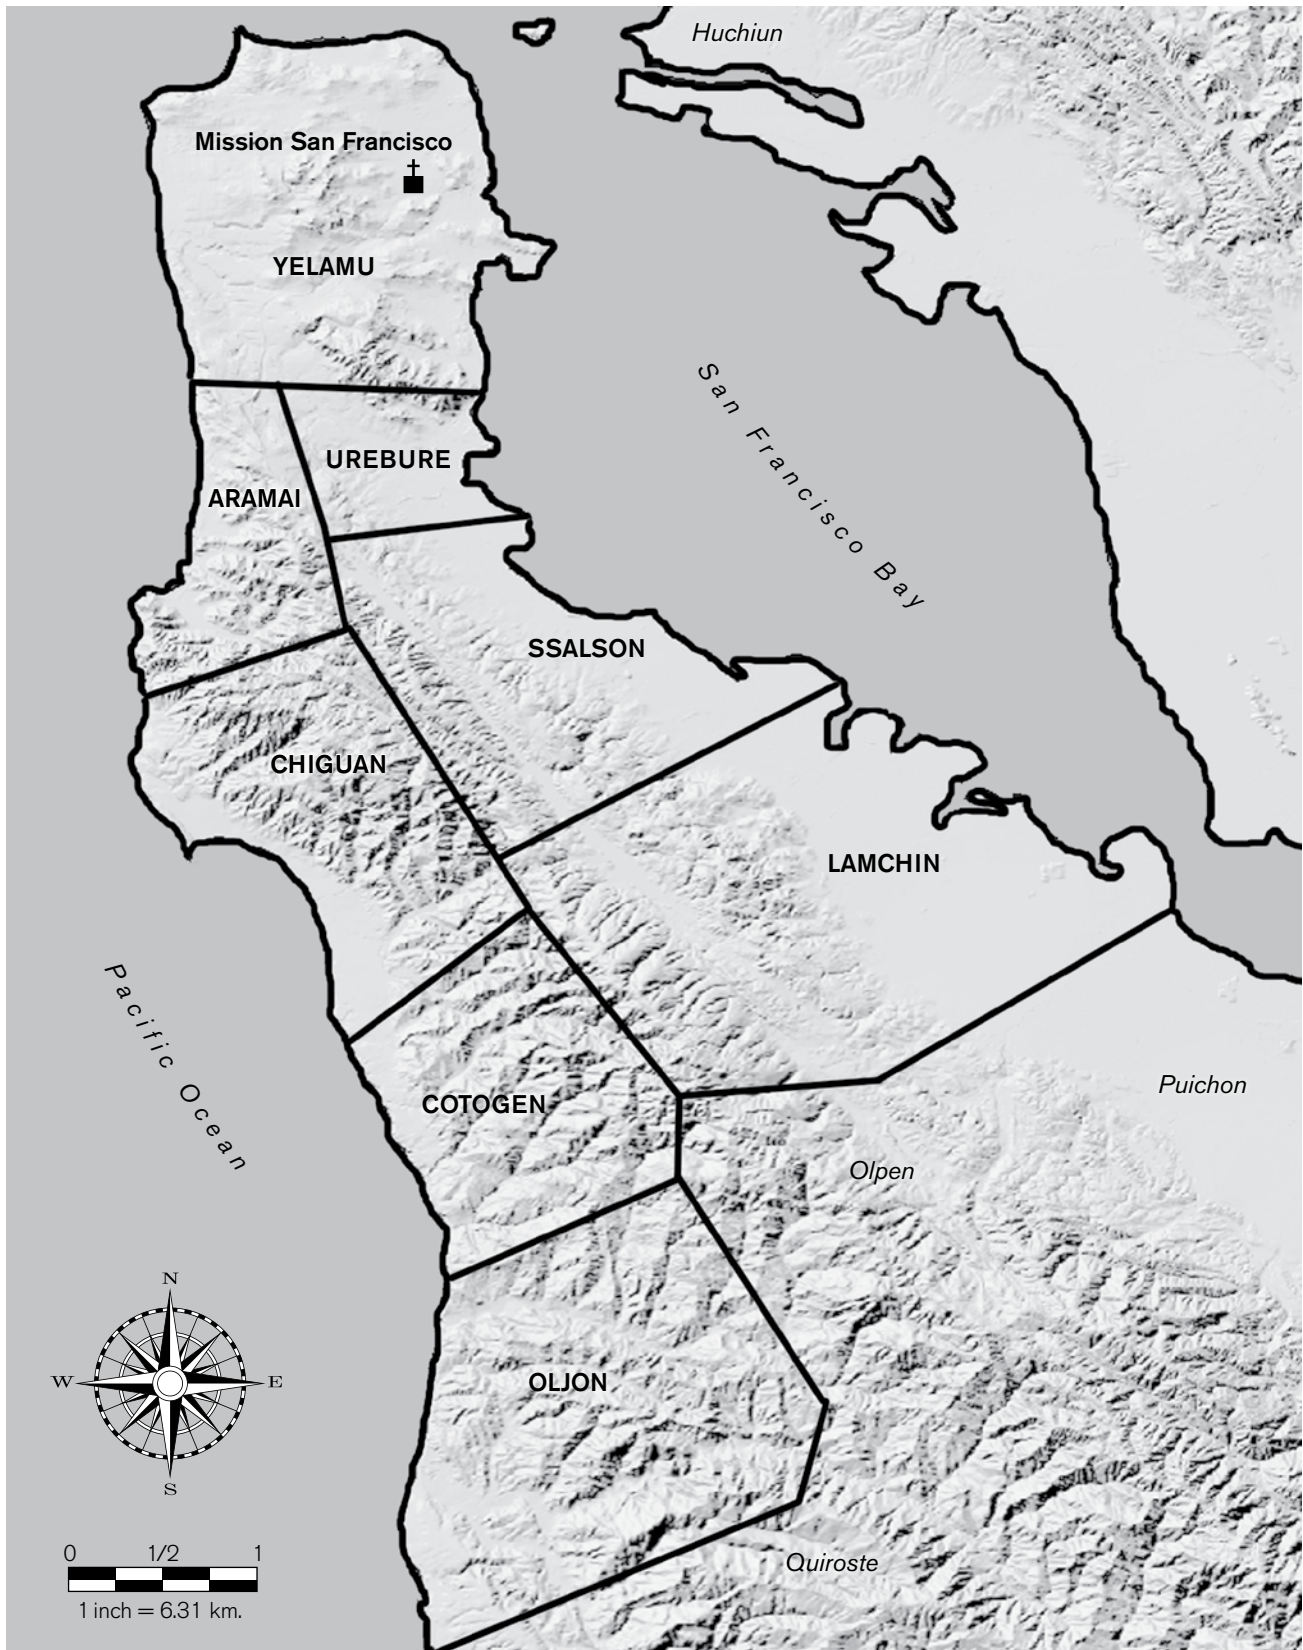 Huchiun
Mission San Francisco
YELAMU
San Francisco Bay
UREBURE
ARAMAI
SSALSON
CHIGUAN
LAMCHIN
Pacific Ocean
COTOGEN
Puichon
Olpen
N
W
E
S
OLJON
0 1/2 1
1 inch = 6.31 km.
Quiroste